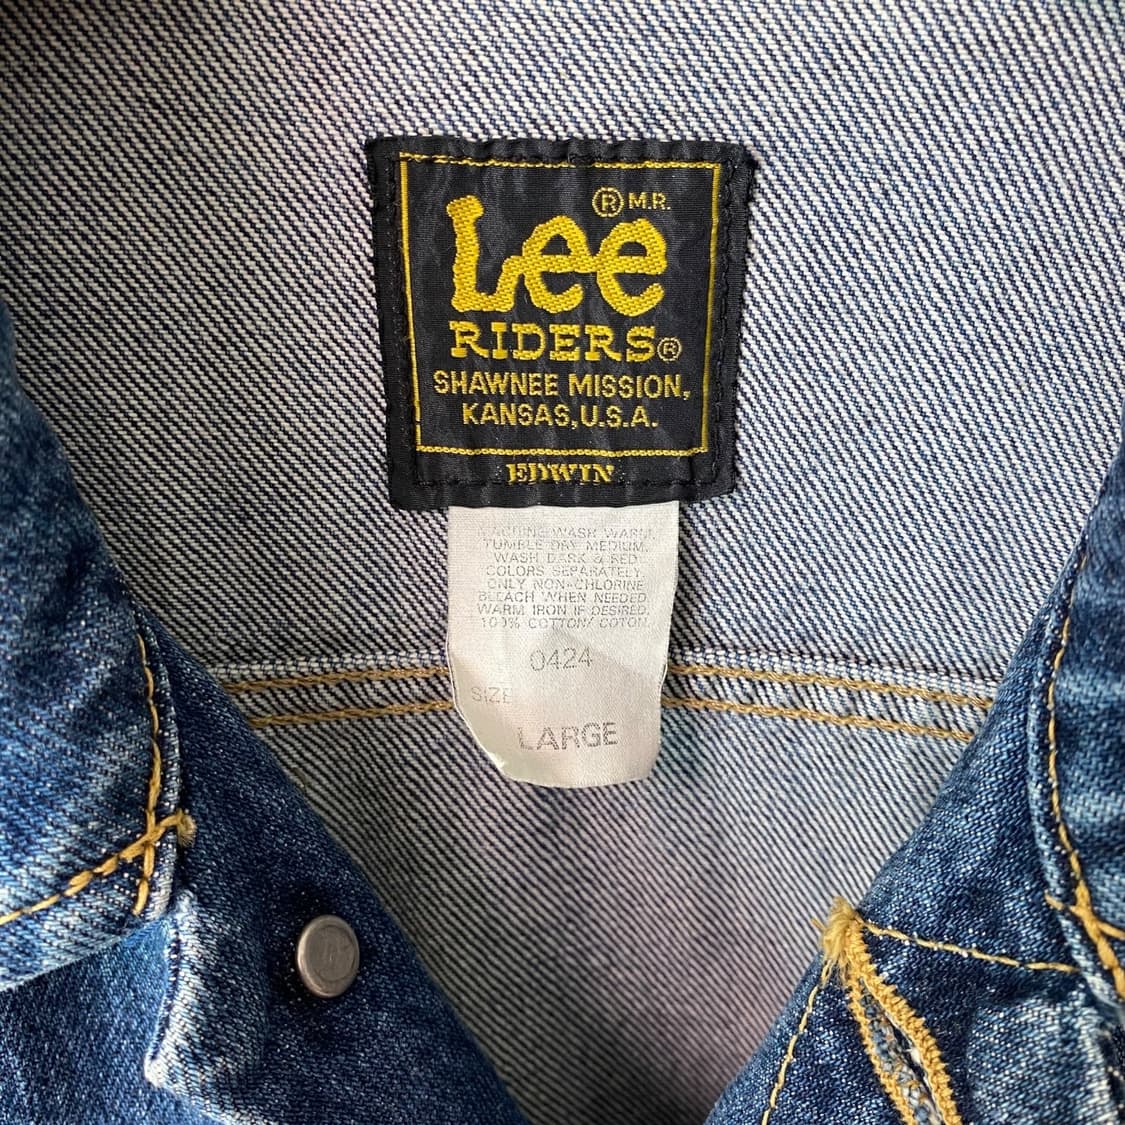 ® M.R.
Lee
RIDERS®
SHAWNEE MISSION,
KANSAS, U.S.A.
EDWIN
MACHINE WASH WARM.
TUMBLE DRY MEDIUM.
WASH DARK & RED
COLORS SEPARATELY.
ONLY NON-CHLORINE
BLEACH WHEN NEEDED.
WARM IRON IF DESIRED.
100% COTTON/COTON.
0424
SIZE
LARGE